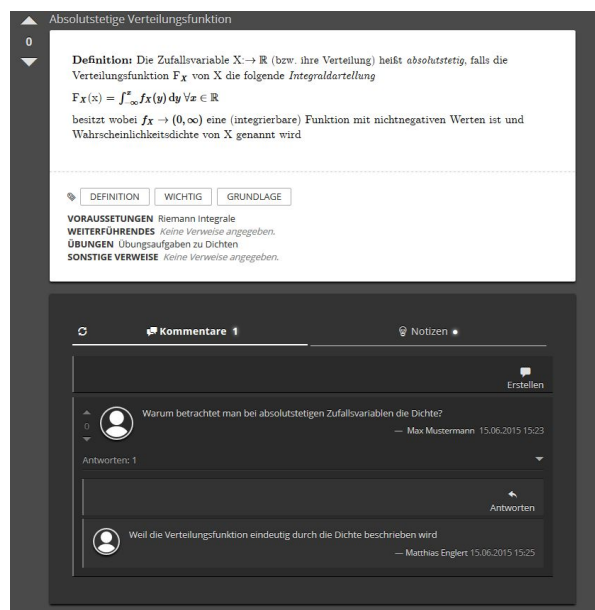 Absolutstetige Verteilungsfunktion
0
Definition: Die Zufallsvariable X:→ ℝ (bzw. ihre Verteilung) heißt absolutstetig, falls die
Verteilungsfunktion F_X von X die folgende Integraldartellung
F_X(x) = ∫_{-∞}^{x} f_X(y) dy ∀x ∈ ℝ
besitzt wobei f_X → (0, ∞) eine (integrierbare) Funktion mit nichtnegativen Werten ist und
Wahrscheinlichkeitsdichte von X genannt wird
DEFINITION WICHTIG GRUNDLAGE
VORAUSSETUNGEN Riemann Integrale
WEITERFÜHRENDES Keine Verweise angegeben.
ÜBUNGEN Übungsaufgaben zu Dichten
SONSTIGE VERWEISE Keine Verweise angegeben.
Kommentare 1 Notizen
Erstellen
0
Warum betrachtet man bei absolutstetigen Zufallsvariablen die Dichte?
— Max Mustermann 15.06.2015 15:23
Antworten: 1
Antworten
Weil die Verteilungsfunktion eindeutig durch die Dichte beschrieben wird
— Matthias Englert 15.06.2015 15:25